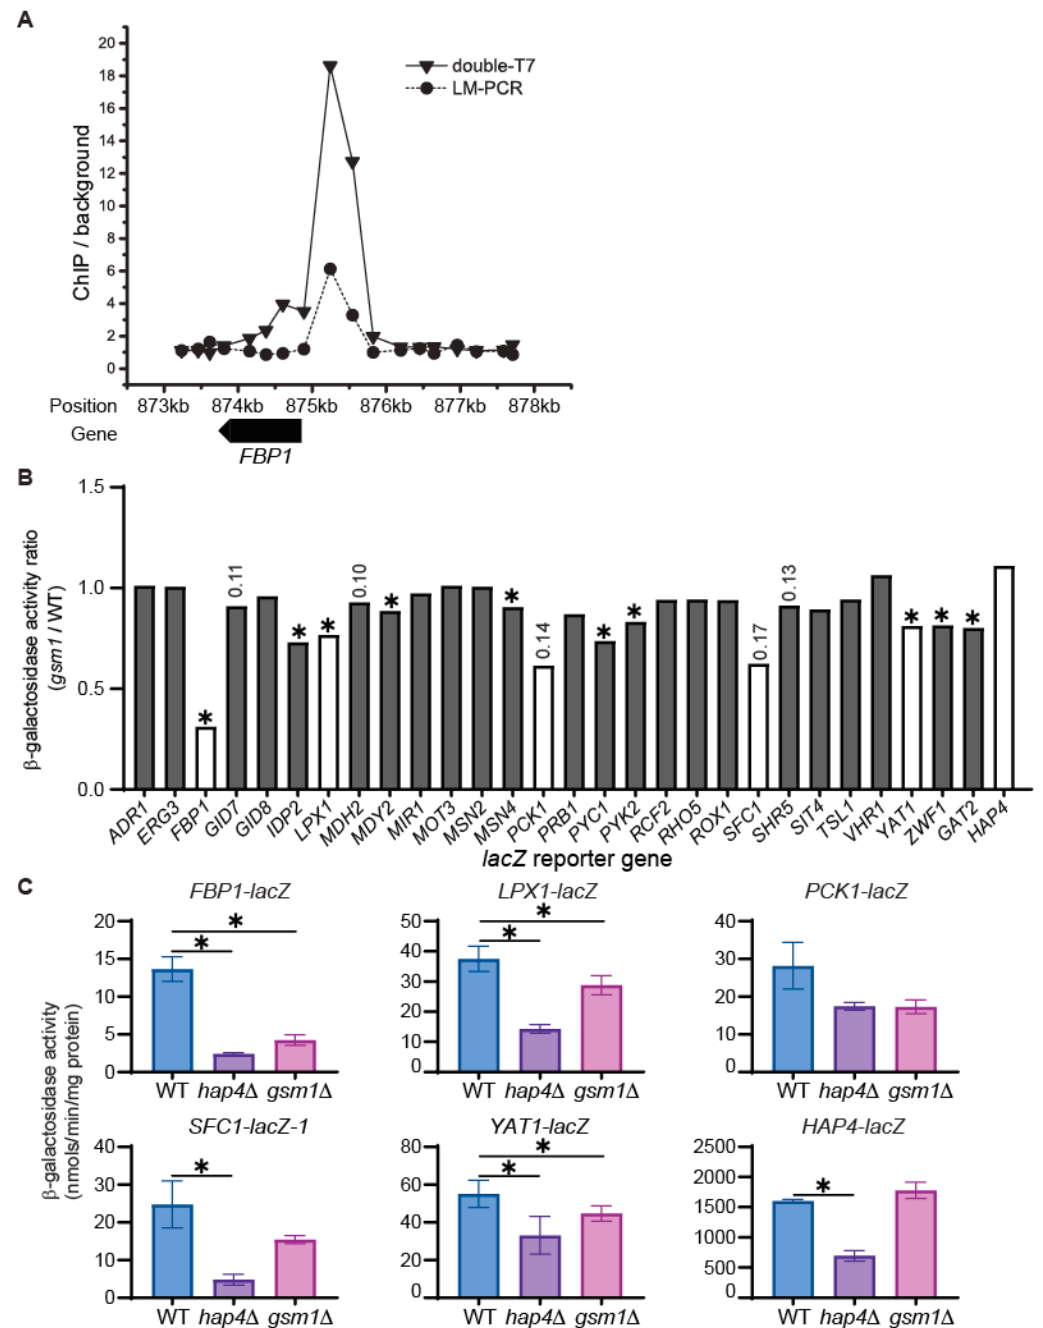 A
20
18
16
14
12
10
8
6
4
2
0
ChIP / background
double-T7
LM-PCR
Position 873kb 874kb 875kb 876kb 877kb 878kb
Gene
FBP1
B
1.5
1.0
0.5
0.0
β-galactosidase activity ratio
(gsm1 / WT)
* 0.11 * * 0.10 * * 0.14 * * 0.17 0.13 * * *
ADR1 ERG3 FBP1 GID7 GID8 IDP2 LPX1 MDH2 MDY2 MIR1 MOT3 MSN2 MSN4 PCK1 PRB1 PYC1 PYK2 RCF2 RHO5 ROX1 SFC1 SHR5 SIT4 TSL1 VHR1 YAT1 ZWF1 GAT2 HAP4
lacZ reporter gene
C
β-galactosidase activity
(nmols/min/mg protein)
FBP1-lacZ
20
15
10
5
0
* *
WT hap4Δ gsm1Δ
LPX1-lacZ
50
40
30
20
10
0
* *
WT hap4Δ gsm1Δ
PCK1-lacZ
40
30
20
10
0
WT hap4Δ gsm1Δ
SFC1-lacZ-1
40
30
20
10
0
*
WT hap4Δ gsm1Δ
YAT1-lacZ
80
60
40
20
0
* *
WT hap4Δ gsm1Δ
HAP4-lacZ
2500
2000
1500
1000
500
0
*
WT hap4Δ gsm1Δ